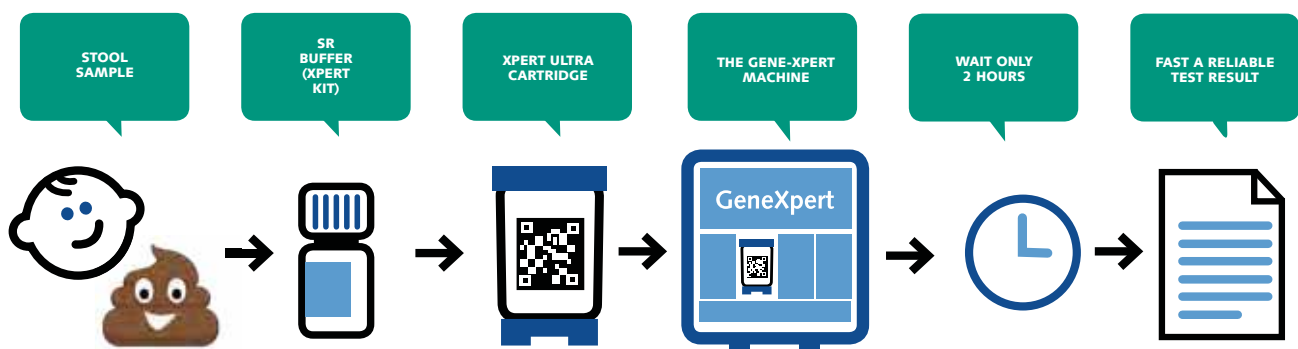 STOOL
SAMPLE
SR
BUFFER
(XPERT
KIT)
XPERT ULTRA
CARTRIDGE
THE GENE-XPERT
MACHINE
WAIT ONLY
2 HOURS
FAST A RELIABLE
TEST RESULT
GeneXpert